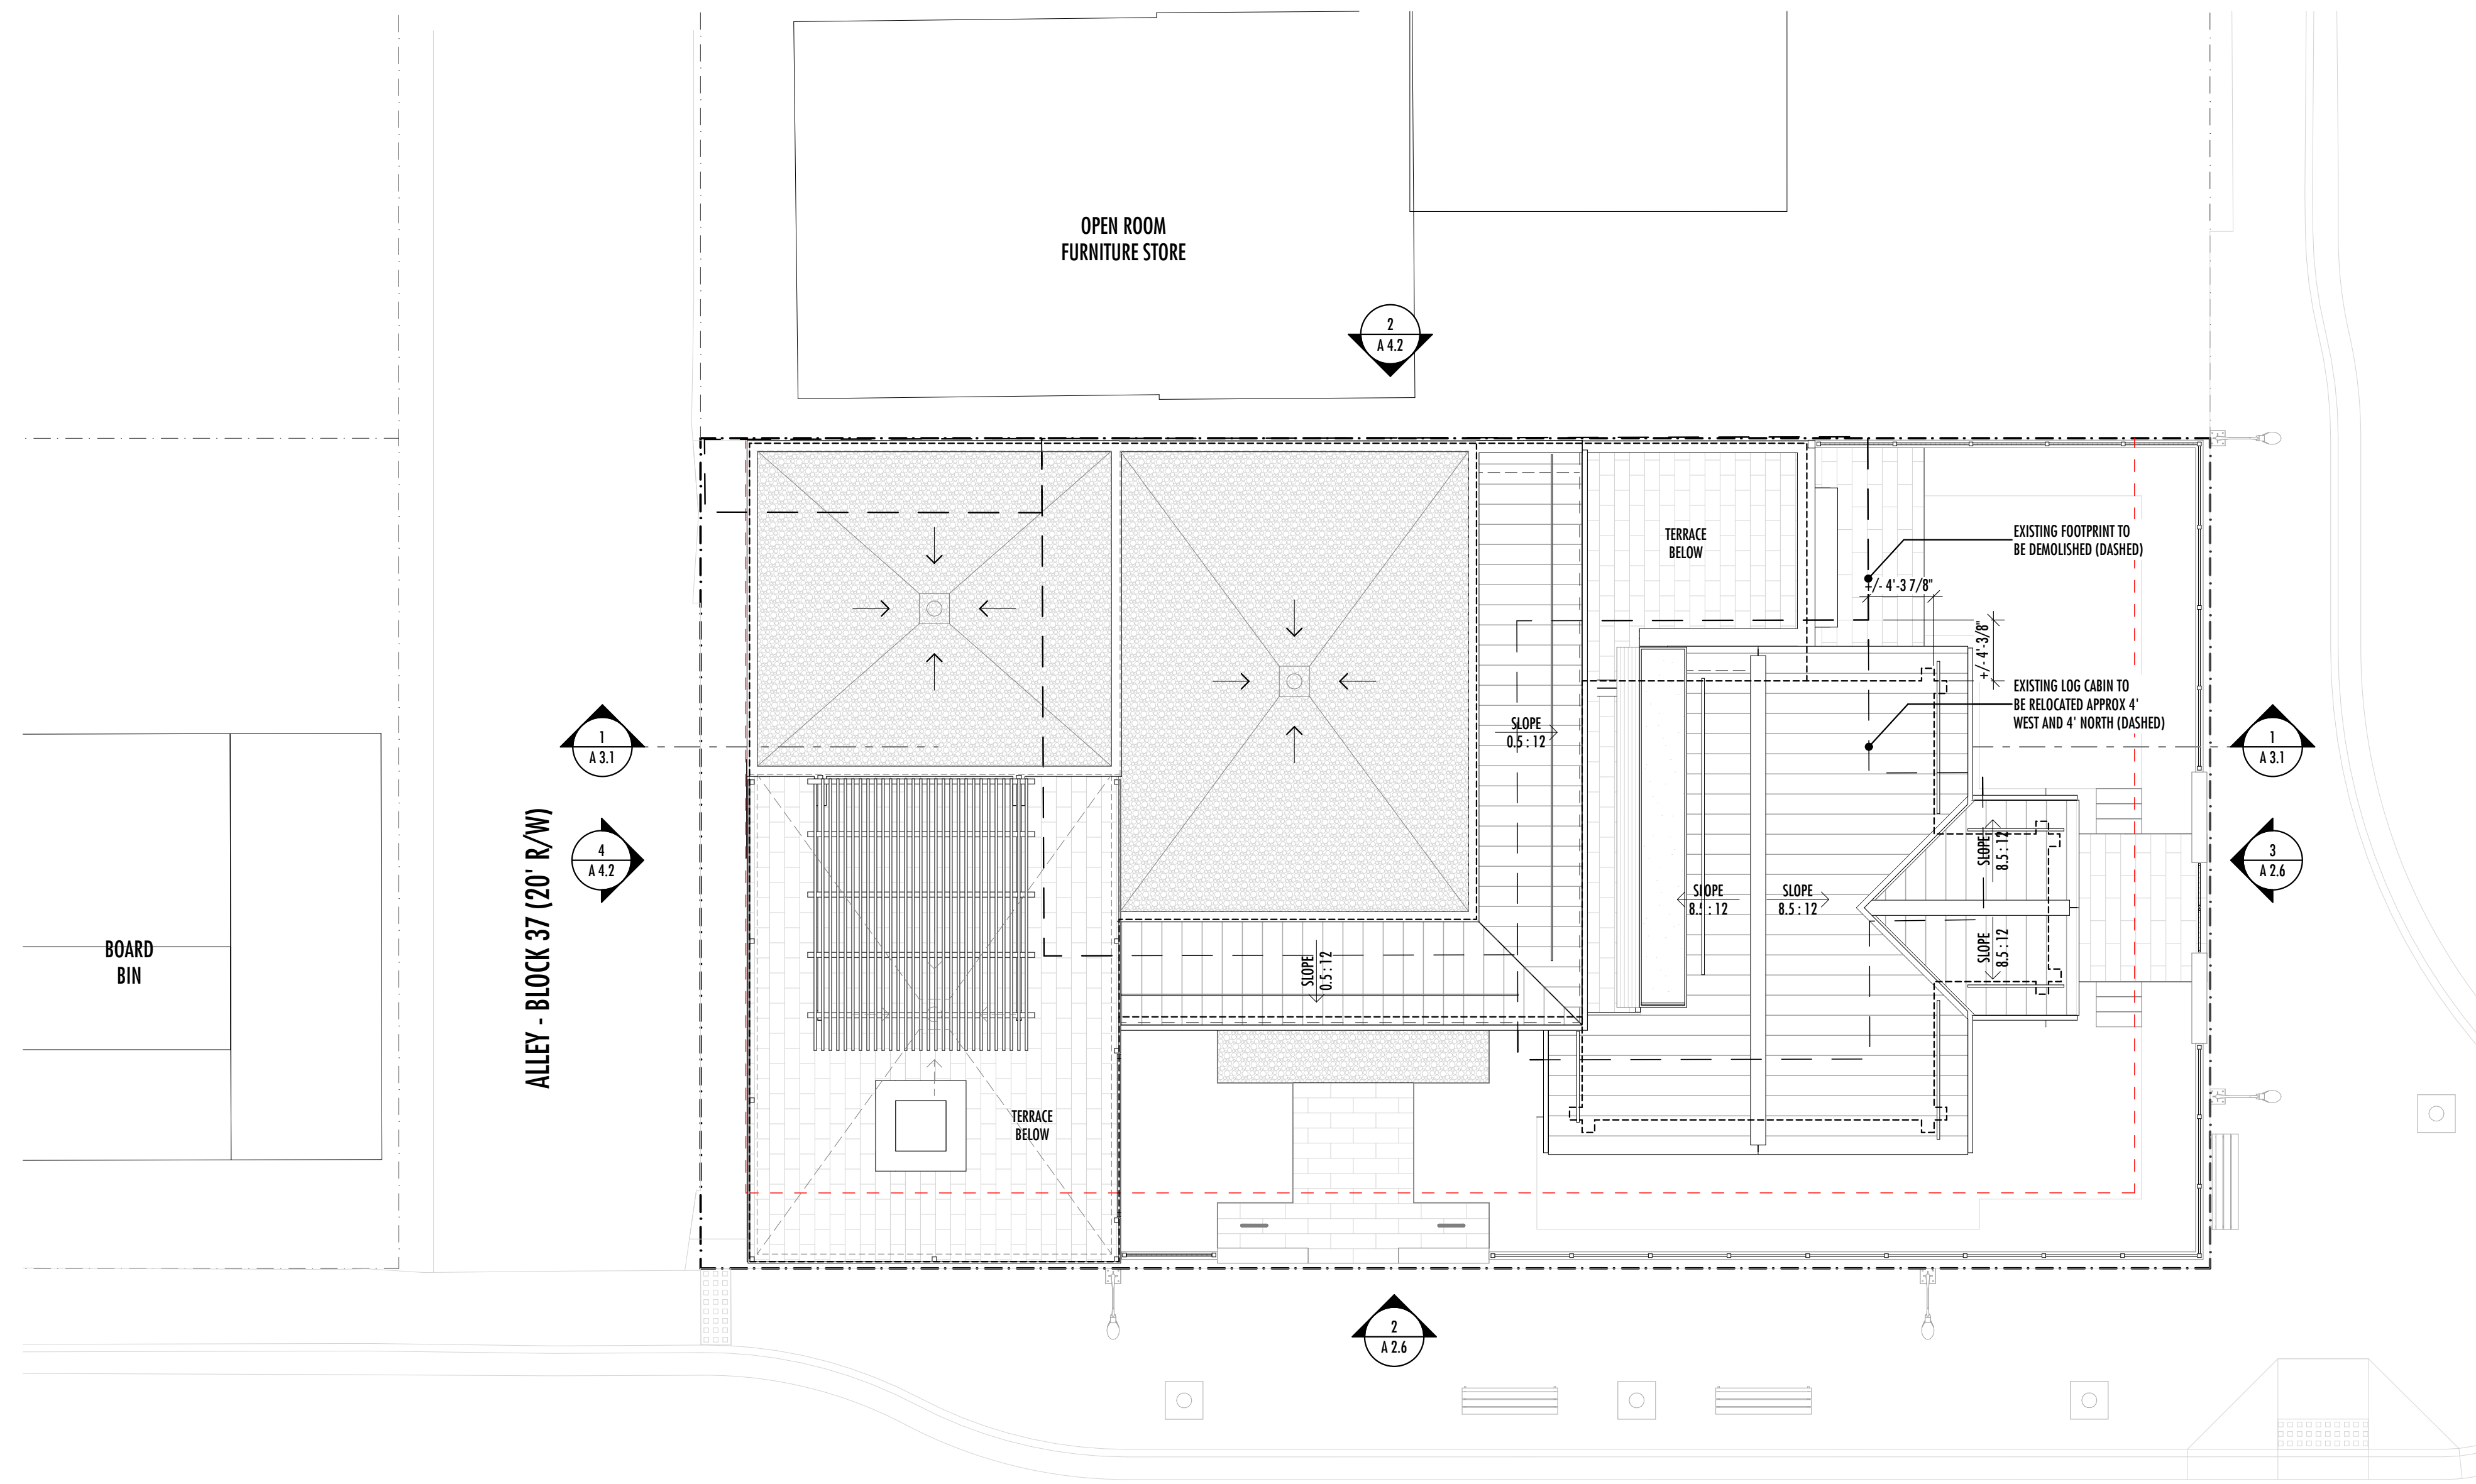 OPEN ROOM
FURNITURE STORE
2
A 4.2
TERRACE
BELOW
EXISTING FOOTPRINT TO
BE DEMOLISHED (DASHED)
+/- 4'-3 7/8"
+/- 4'-3/8"
EXISTING LOG CABIN TO
BE RELOCATED APPROX 4'
WEST AND 4' NORTH (DASHED)
1
A 3.1
SLOPE
0.5 : 12
1
A 3.1
ALLEY - BLOCK 37 (20' R/W)
4
A 4.2
SLOPE
8.5 : 12
3
A 2.6
SLOPE
8.5 : 12
SLOPE
8.5 : 12
SLOPE
8.5 : 12
BOARD
BIN
SLOPE
0.5 : 12
TERRACE
BELOW
2
A 2.6